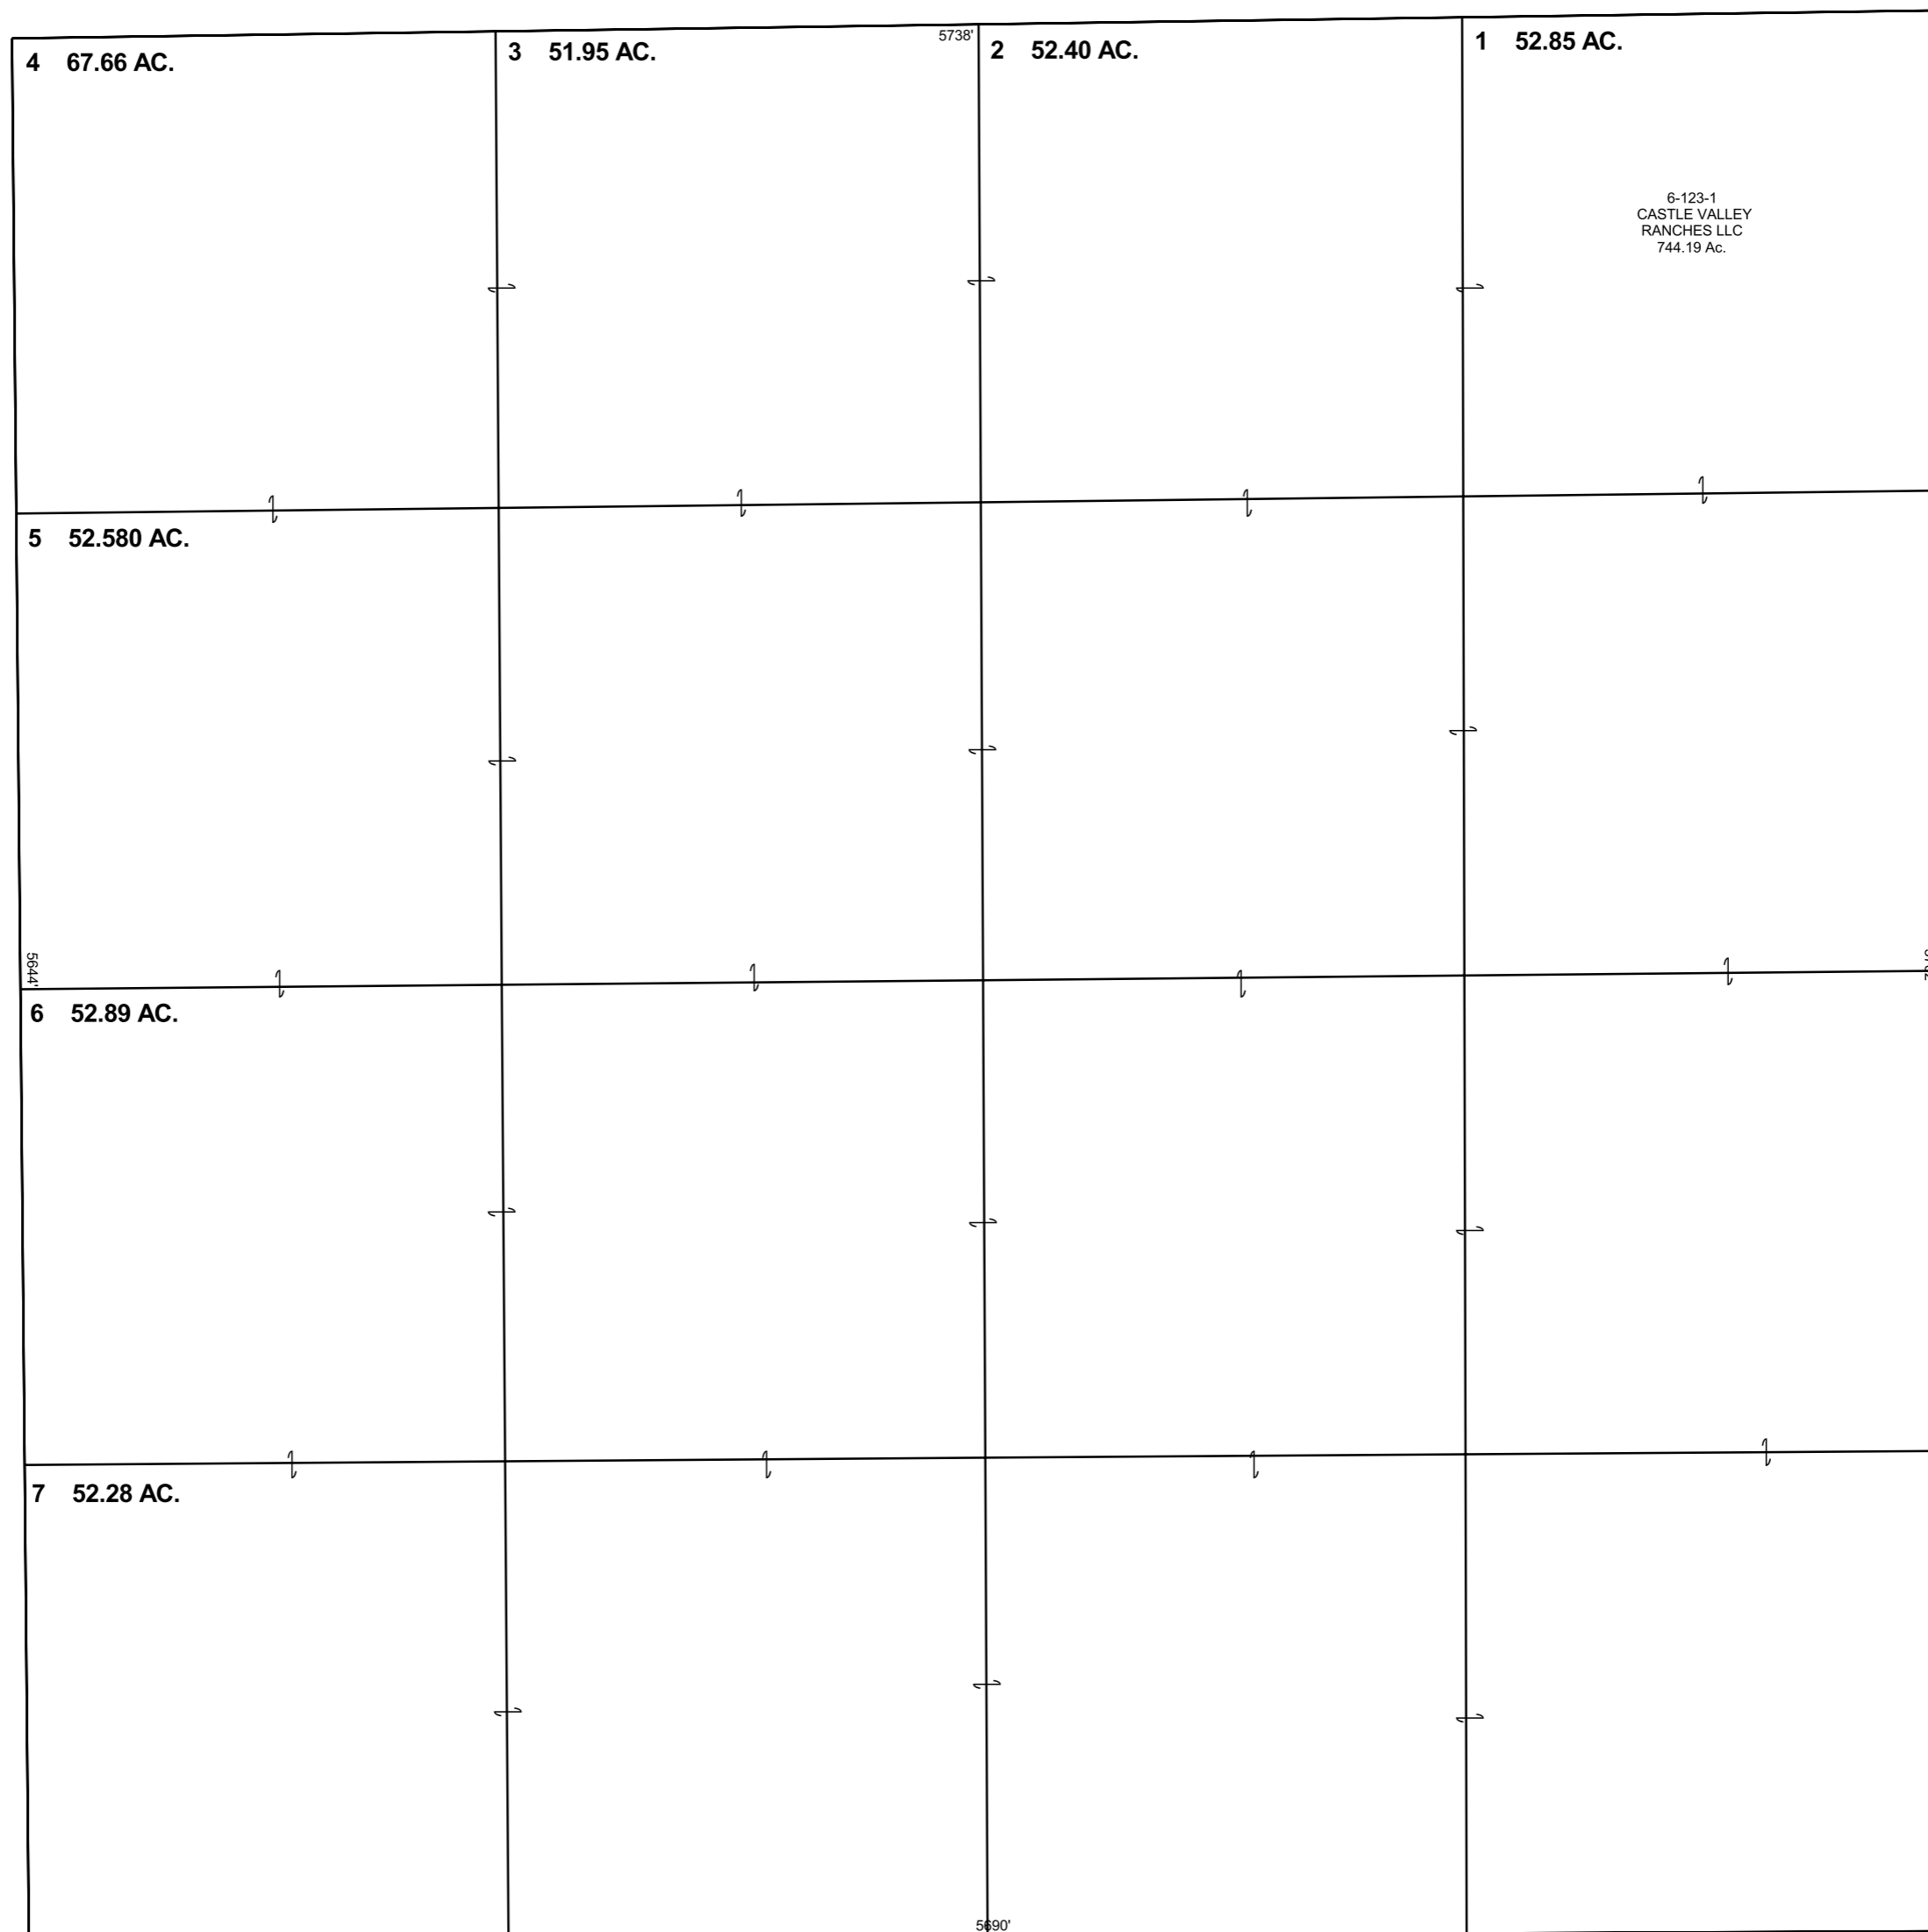 4 67.66 AC.
3 51.95 AC.
5738'
2 52.40 AC.
1 52.85 AC.
6-123-1
CASTLE VALLEY
RANCHES LLC
744.19 Ac.
5 52.580 AC.
5644'
6 52.89 AC.
7 52.28 AC.
5690'